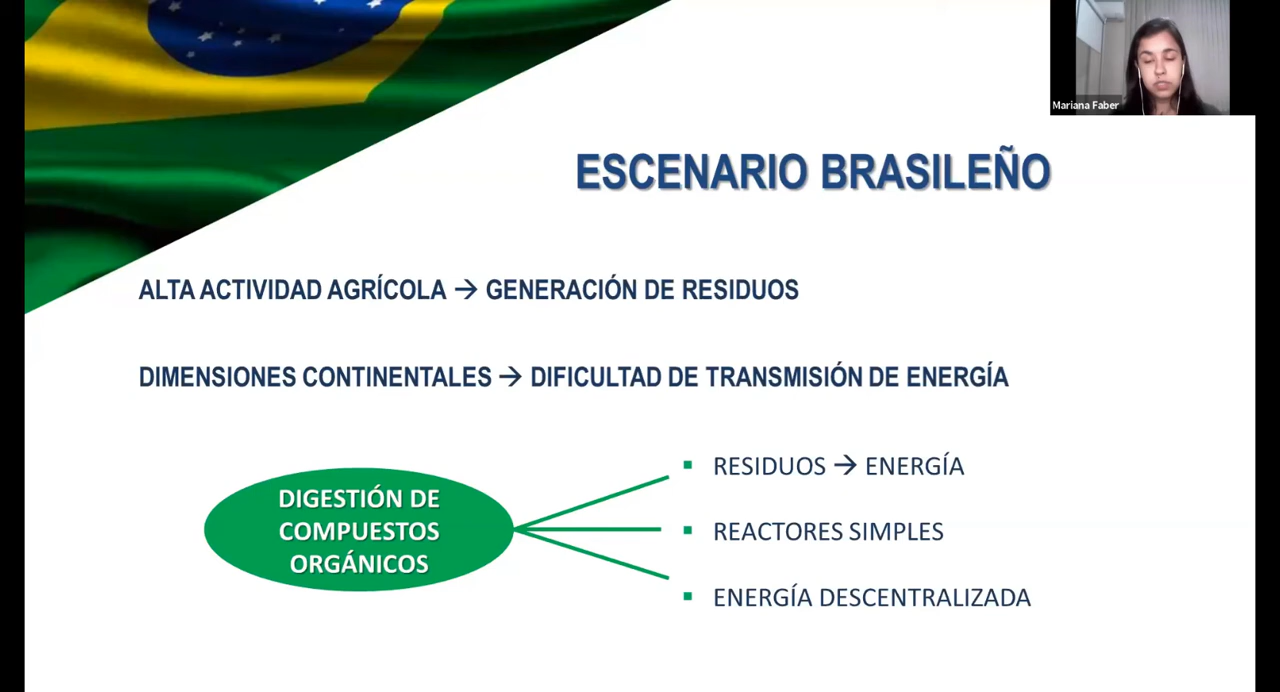 Mariana Faber
ESCENARIO BRASILEÑO
ALTA ACTIVIDAD AGRÍCOLA → GENERACIÓN DE RESIDUOS
DIMENSIONES CONTINENTALES → DIFICULTAD DE TRANSMISIÓN DE ENERGÍA
DIGESTIÓN DE
COMPUESTOS
ORGÁNICOS
▪ RESIDUOS → ENERGÍA
▪ REACTORES SIMPLES
▪ ENERGÍA DESCENTRALIZADA